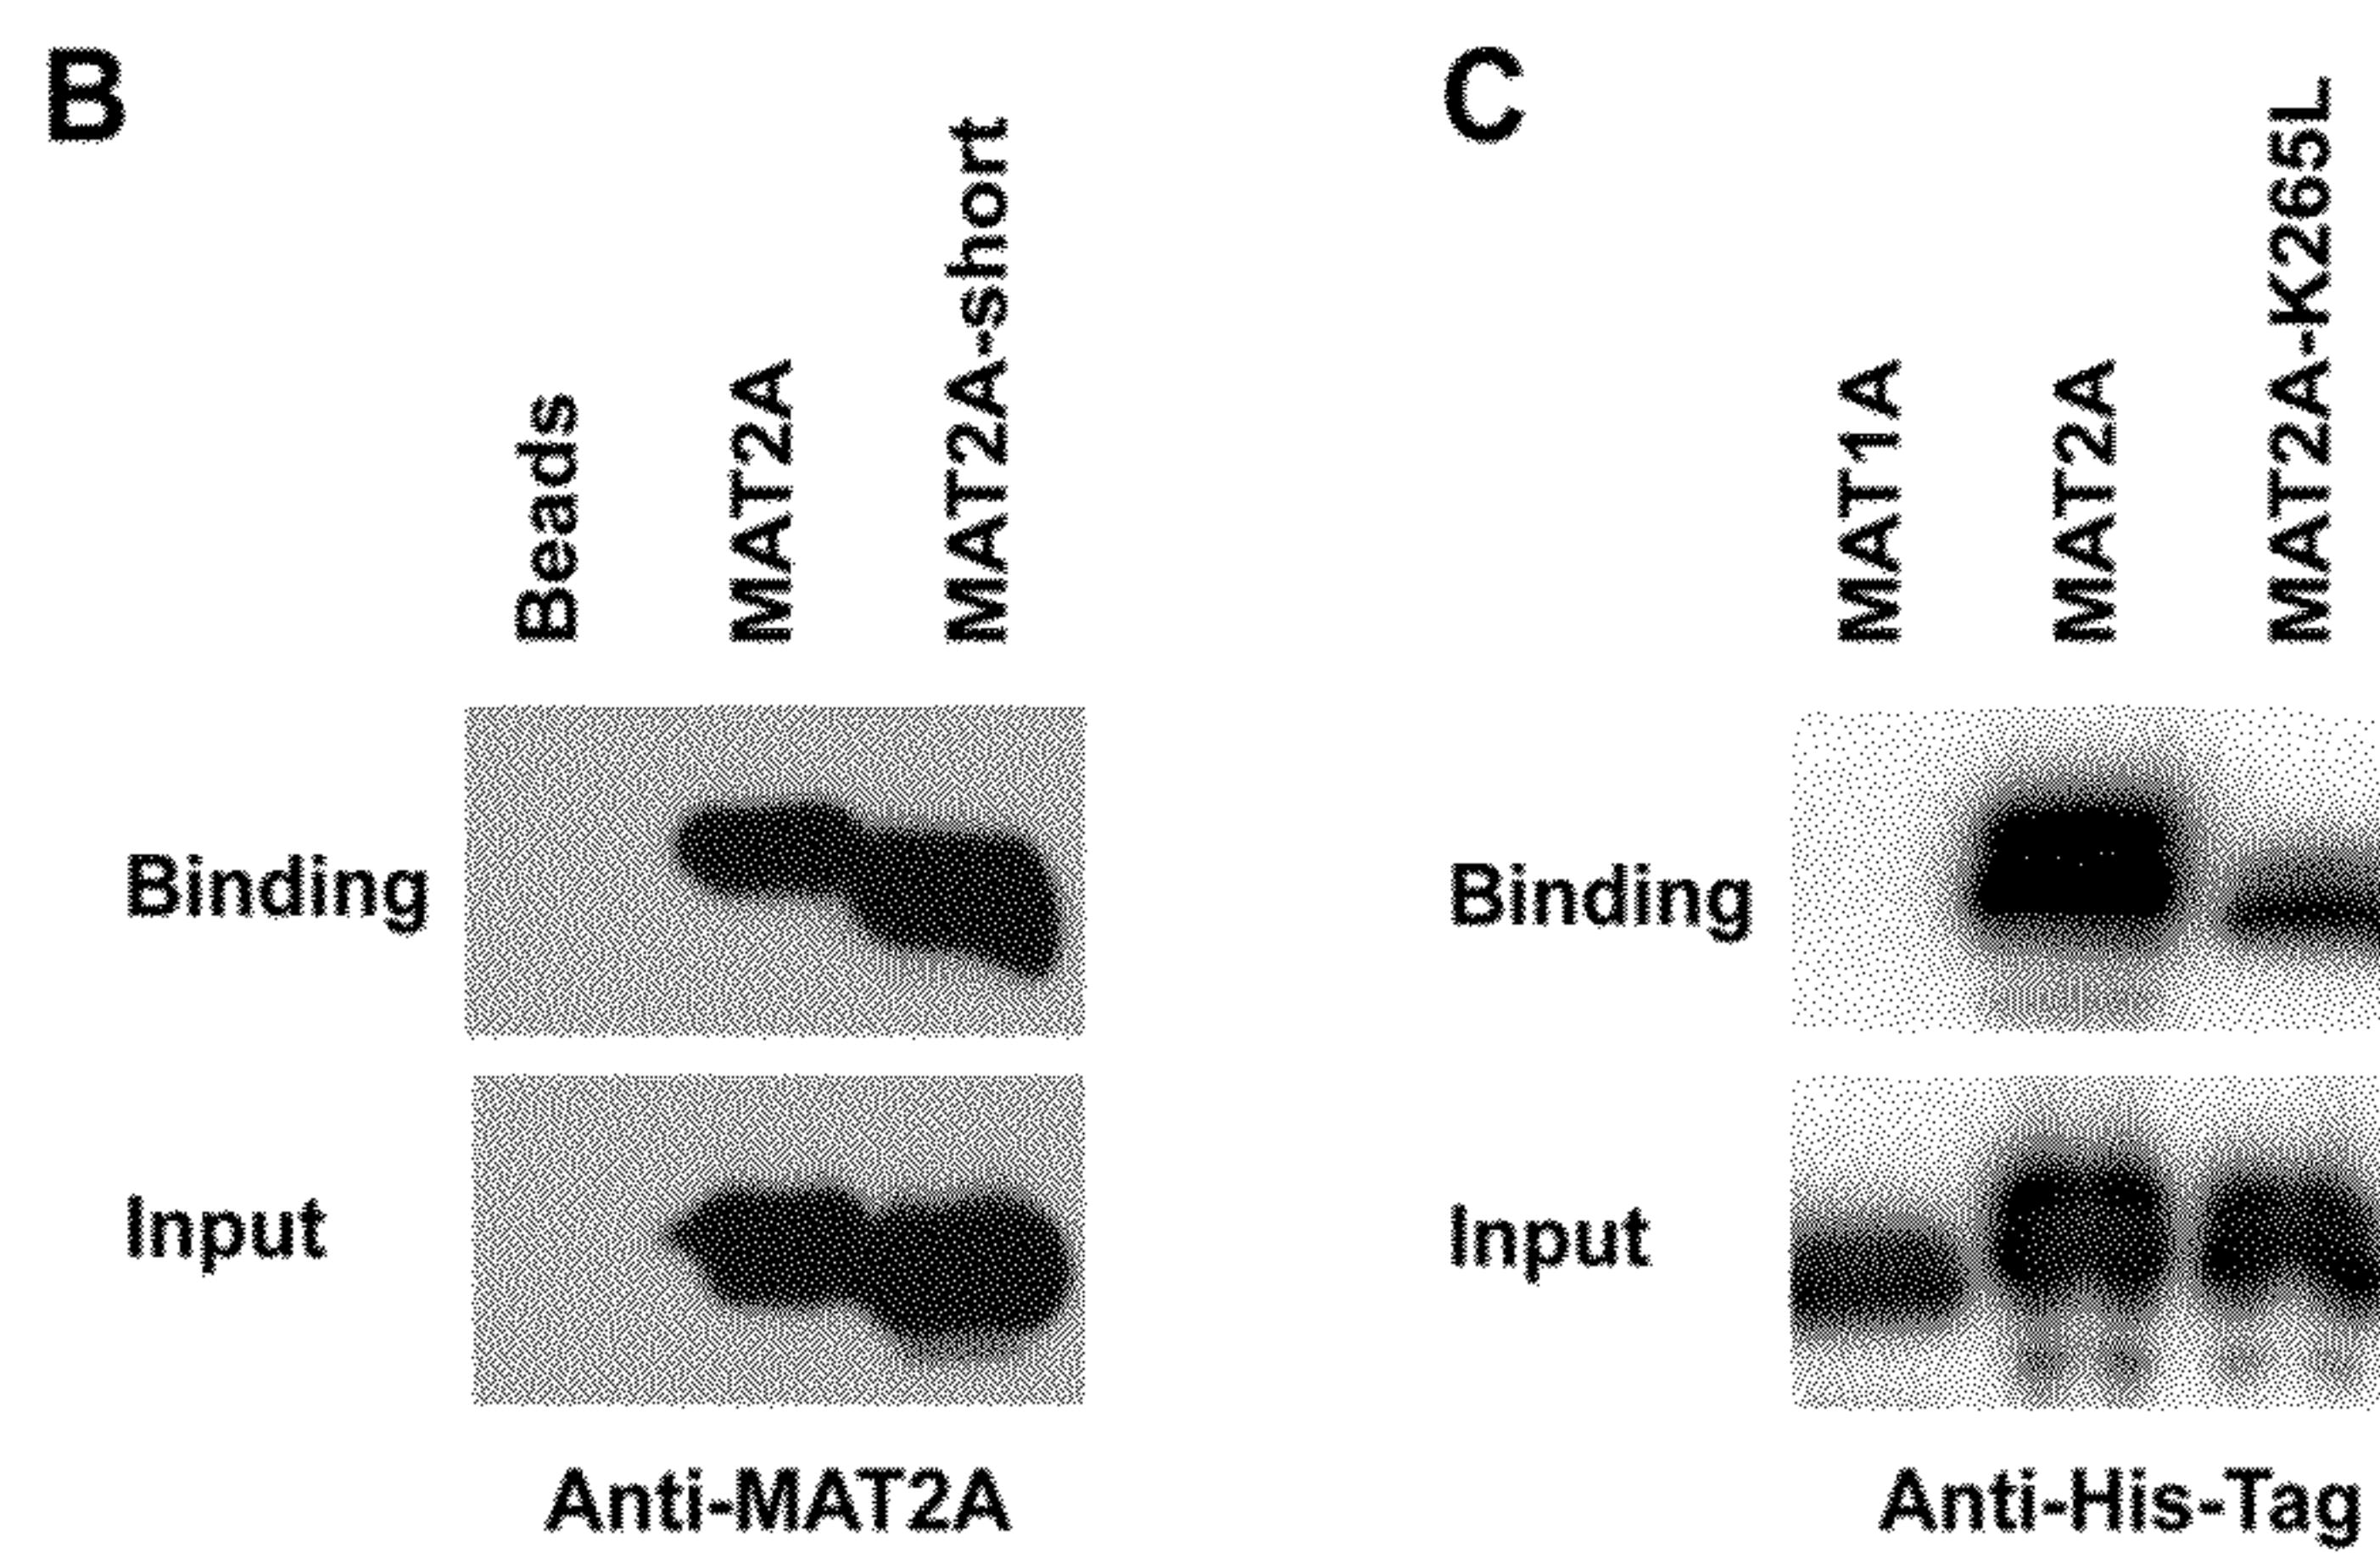 B
Beads
MAT2A
MAT2A-short
Binding
Input
Anti-MAT2A
C
MAT1A
MAT2A
MAT2A-K265L
Binding
Input
Anti-His-Tag